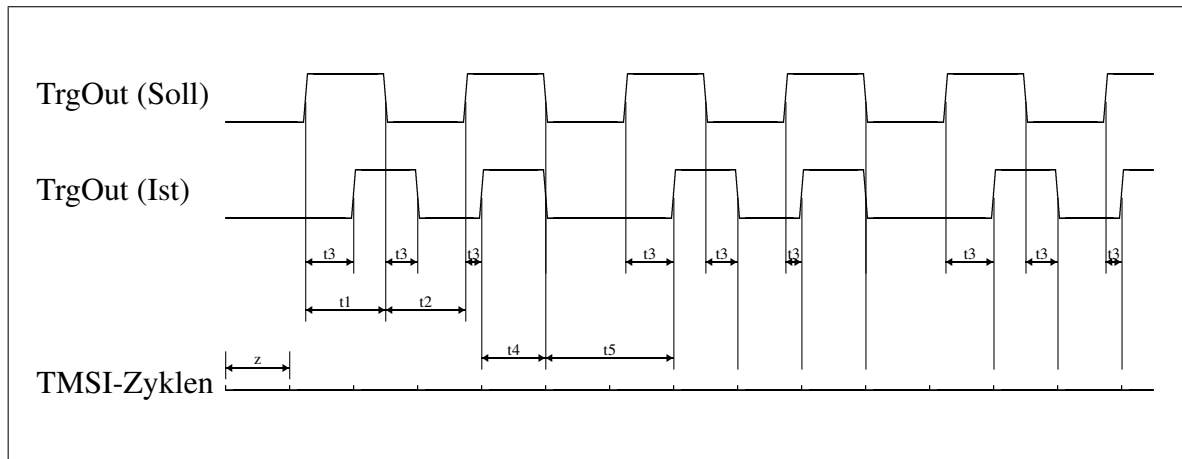 TrgOut (Soll)
TrgOut (Ist)
t3 t3 t3 t3 t3 t3 t3 t3 t3
t1 t2
t4 t5
z
TMSI-Zyklen